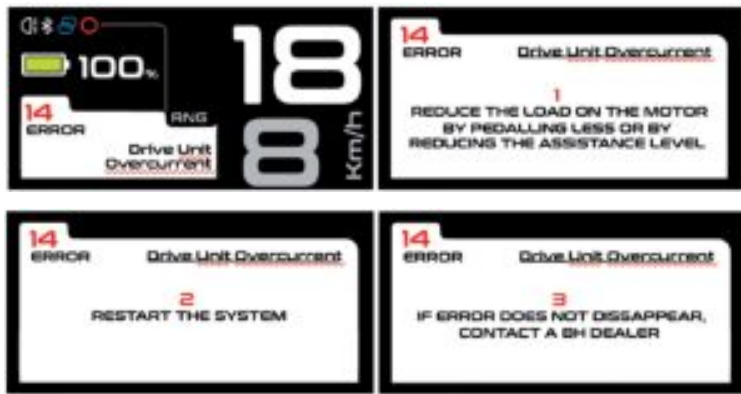 100%
18
14
ERROR
RNG
Drive Unit
Overcurrent
8
Km/h
14
ERROR
Drive Unit Overcurrent
1
REDUCE THE LOAD ON THE MOTOR
BY PEDALLING LESS OR BY
REDUCING THE ASSISTANCE LEVEL
14
ERROR
Drive Unit Overcurrent
2
RESTART THE SYSTEM
14
ERROR
Drive Unit Overcurrent
3
IF ERROR DOES NOT DISSAPPEAR,
CONTACT A BH DEALER